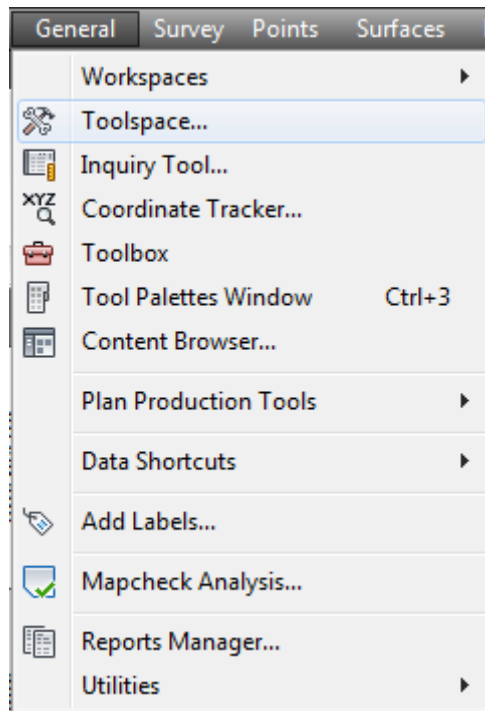 General Survey Points Surfaces
Workspaces
Toolspace...
Inquiry Tool...
XYZ Coordinate Tracker...
Toolbox
Tool Palettes Window Ctrl+3
Content Browser...
Plan Production Tools
Data Shortcuts
Add Labels...
Mapcheck Analysis...
Reports Manager...
Utilities